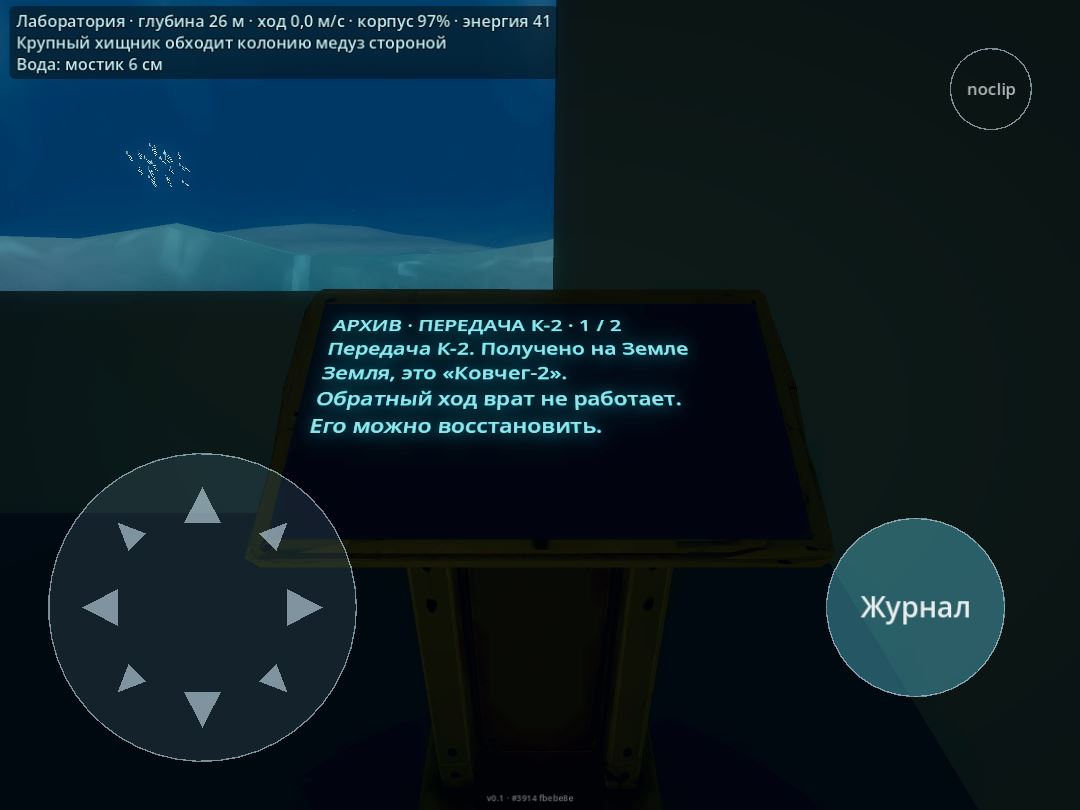 Лаборатория · глубина 26 м · ход 0,0 м/с · корпус 97% · энергия 41
Крупный хищник обходит колонию медуз стороной
Вода: мостик 6 см
noclip
АРХИВ · ПЕРЕДАЧА К-2 · 1 / 2
Передача К-2. Получено на Земле
Земля, это «Ковчег-2».
Обратный ход врат не работает.
Его можно восстановить.
Журнал
v0.1 · #3914 fbebe8e